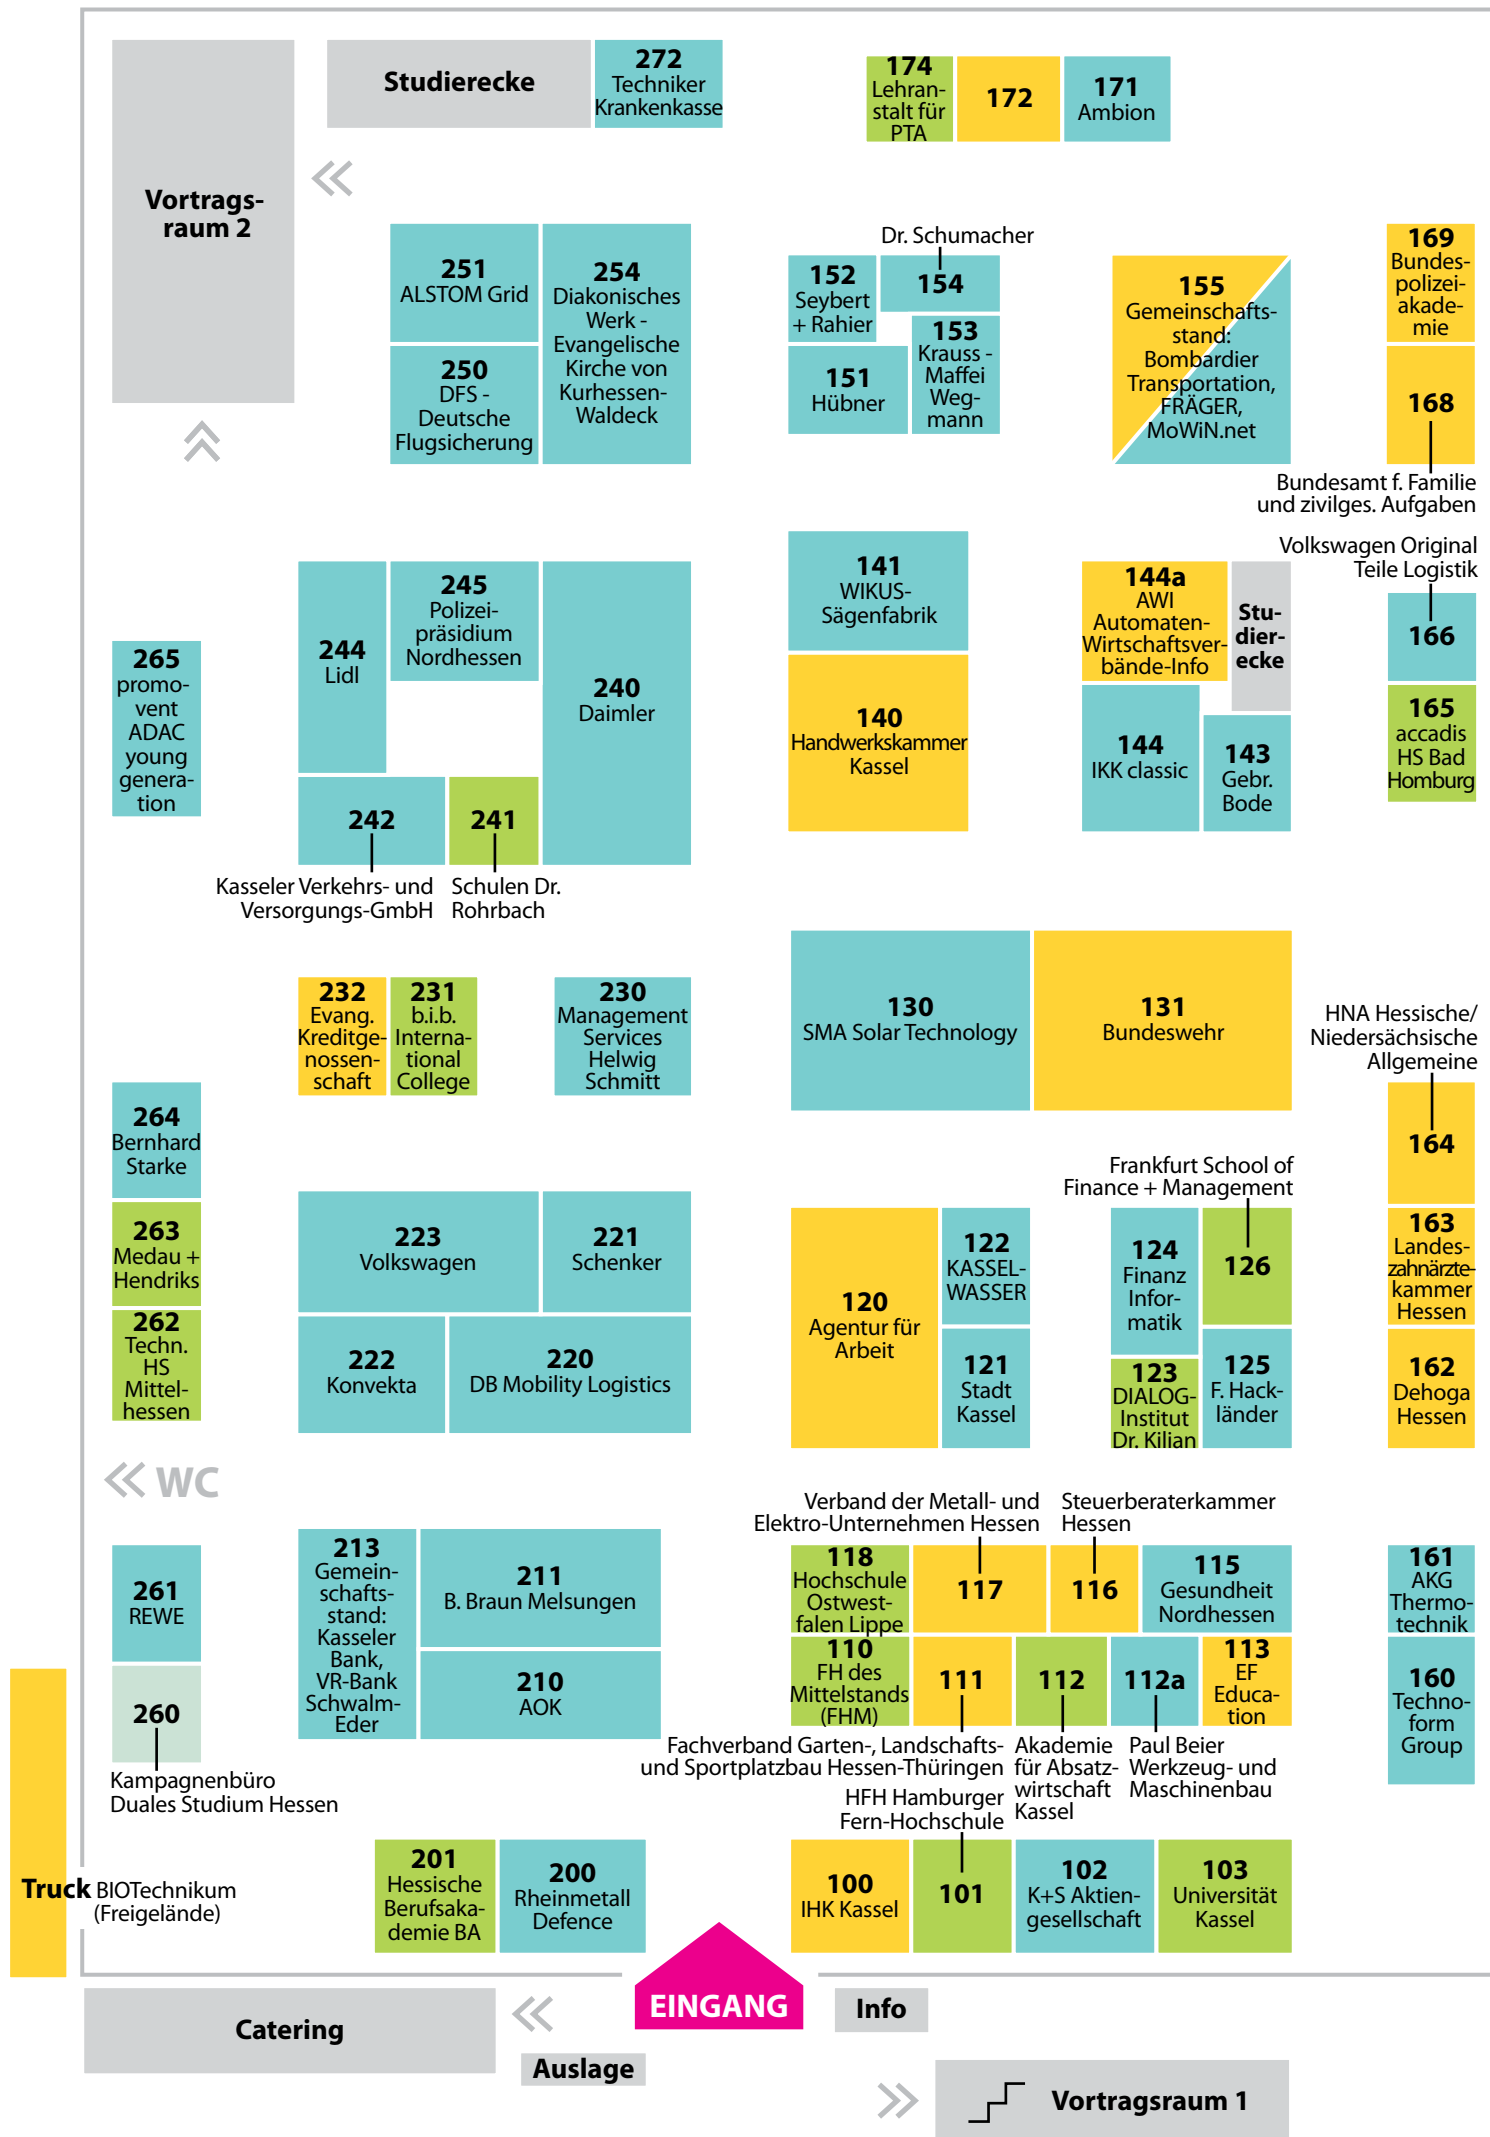 Studierecke
272
Techniker
Krankenkasse
174
Lehran-
stalt für
PTA
172
171
Ambion
Vortrags-
raum 2
251
ALSTOM Grid
254
Diakonisches
Werk -
Evangelische
Kirche von
Kurhessen-
Waldeck
250
DFS -
Deutsche
Flugsicherung
Dr. Schumacher
152
Seybert
+ Rahier
154
153
Krauss -
Maffei
Weg-
mann
151
Hübner
155
Gemeinschafts-
stand:
Bombardier
Transportation,
FRÄGER,
MoWiN.net
169
Bundes-
polizei-
akade-
mie
168
Bundesamt f. Familie
und zivilges. Aufgaben
265
promo-
vent
ADAC
young
genera-
tion
244
Lidl
245
Polizei-
präsidium
Nordhessen
240
Daimler
242
241
Kasseler Verkehrs- und
Versorgungs-GmbH
Schulen Dr.
Rohrbach
141
WIKUS-
Sägenfabrik
140
Handwerkskammer
Kassel
144a
AWI
Automaten-
Wirtschaftsver-
bände-Info
Stu-
dier-
ecke
144
IKK classic
143
Gebr.
Bode
Volkswagen Original
Teile Logistik
166
165
accadis
HS Bad
Homburg
232
Evang.
Kreditge-
nossen-
schaft
231
b.i.b.
Interna-
tional
College
230
Management
Services
Helwig
Schmitt
130
SMA Solar Technology
131
Bundeswehr
HNA Hessische/
Niedersächsische
Allgemeine
164
163
Landes-
zahnärzte-
kammer
Hessen
162
Dehoga
Hessen
264
Bernhard
Starke
263
Medau +
Hendriks
262
Techn.
HS
Mittel-
hessen
223
Volkswagen
221
Schenker
222
Konvekta
220
DB Mobility Logistics
120
Agentur für
Arbeit
122
KASSEL-
WASSER
121
Stadt
Kassel
Frankfurt School of
Finance + Management
124
Finanz
Infor-
matik
126
123
DIALOG-
Institut
Dr. Kilian
125
F. Hack-
länder
WC
261
REWE
260
Kampagnenbüro
Duales Studium Hessen
213
Gemein-
schafts-
stand:
Kasseler
Bank,
VR-Bank
Schwalm-
Eder
211
B. Braun Melsungen
210
AOK
Verband der Metall- und
Elektro-Unternehmen Hessen
Steuerberaterkammer
Hessen
118
Hochschule
Ostwest-
falen Lippe
117
116
115
Gesundheit
Nordhessen
110
FH des
Mittelstands
(FHM)
111
112
112a
113
EF
Educa-
tion
Fachverband Garten-, Landschafts-
und Sportplatzbau Hessen-Thüringen
Akademie
für Absatz-
wirtschaft
Kassel
Paul Beier
Werkzeug- und
Maschinenbau
161
AKG
Thermo-
technik
160
Techno-
form
Group
HFH Hamburger
Fern-Hochschule
Truck BIOTechnikum
(Freigelände)
201
Hessische
Berufsaka-
demie BA
200
Rheinmetall
Defence
100
IHK Kassel
101
102
K+S Aktien-
gesellschaft
103
Universität
Kassel
EINGANG
Info
Catering
Auslage
Vortragsraum 1